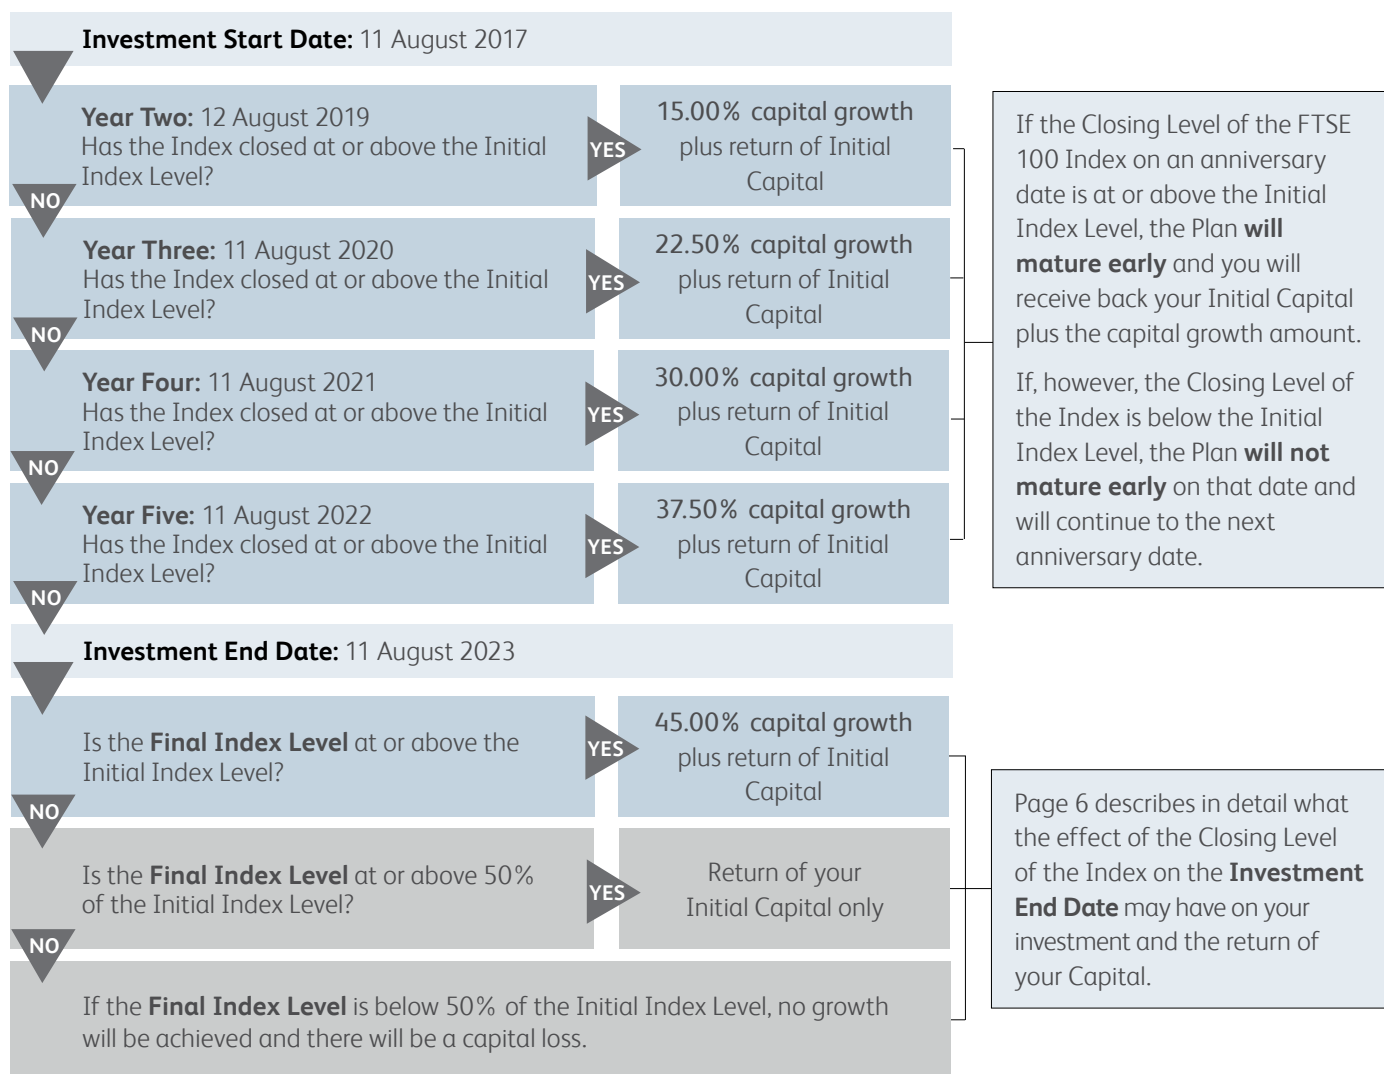 Investment Start Date: 11 August 2017
Year Two: 12 August 2019
Has the Index closed at or above the Initial
Index Level?
YES
15.00% capital growth
plus return of Initial
Capital
NO
Year Three: 11 August 2020
Has the Index closed at or above the Initial
Index Level?
YES
22.50% capital growth
plus return of Initial
Capital
NO
Year Four: 11 August 2021
Has the Index closed at or above the Initial
Index Level?
YES
30.00% capital growth
plus return of Initial
Capital
NO
Year Five: 11 August 2022
Has the Index closed at or above the Initial
Index Level?
YES
37.50% capital growth
plus return of Initial
Capital
NO
If the Closing Level of the FTSE
100 Index on an anniversary
date is at or above the Initial
Index Level, the Plan will
mature early and you will
receive back your Initial Capital
plus the capital growth amount.
If, however, the Closing Level of
the Index is below the Initial
Index Level, the Plan will not
mature early on that date and
will continue to the next
anniversary date.
Investment End Date: 11 August 2023
Is the Final Index Level at or above the
Initial Index Level?
YES
45.00% capital growth
plus return of Initial
Capital
NO
Is the Final Index Level at or above 50%
of the Initial Index Level?
YES
Return of your
Initial Capital only
NO
If the Final Index Level is below 50% of the Initial Index Level, no growth
will be achieved and there will be a capital loss.
Page 6 describes in detail what
the effect of the Closing Level
of the Index on the Investment
End Date may have on your
investment and the return of
your Capital.